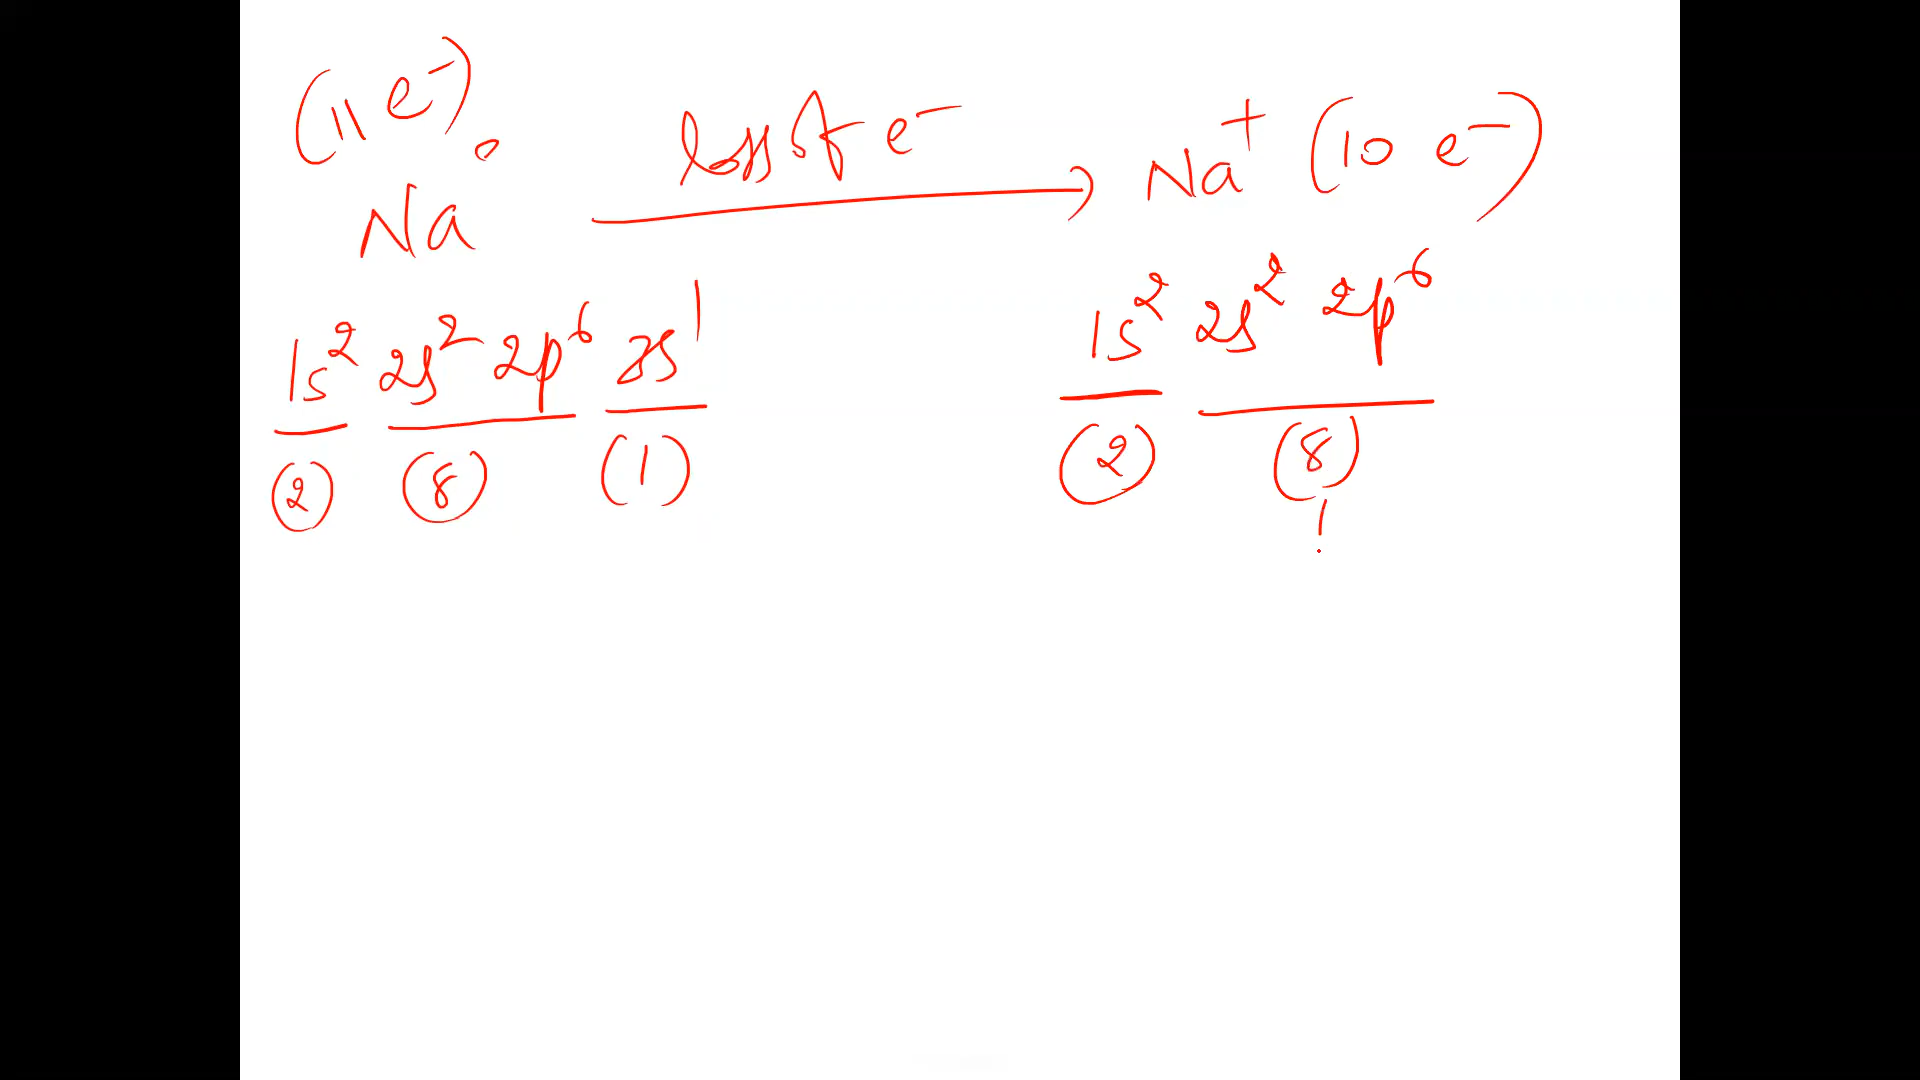 (11 e⁻)
Na° loss of e⁻ → Na⁺ (10 e⁻)
1s² 2s² 2p⁶ 3s¹ 1s² 2s² 2p⁶
(2) (8) (1) (2) (8)